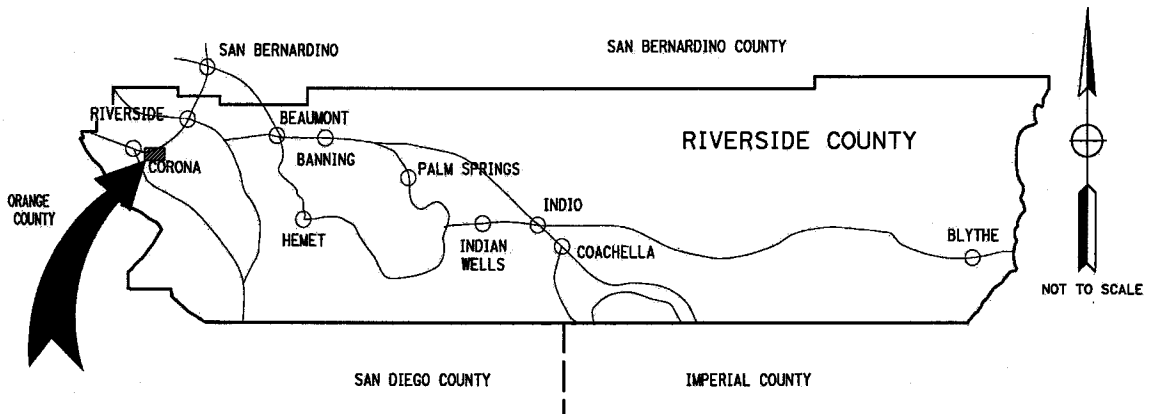 SAN BERNARDINO
SAN BERNARDINO COUNTY
RIVERSIDE
BEAUMONT
BANNING
RIVERSIDE COUNTY
CORONA
PALM SPRINGS
ORANGE
COUNTY
HEMET
INDIO
INDIAN
WELLS
COACHELLA
BLYTHE
NOT TO SCALE
SAN DIEGO COUNTY
IMPERIAL COUNTY